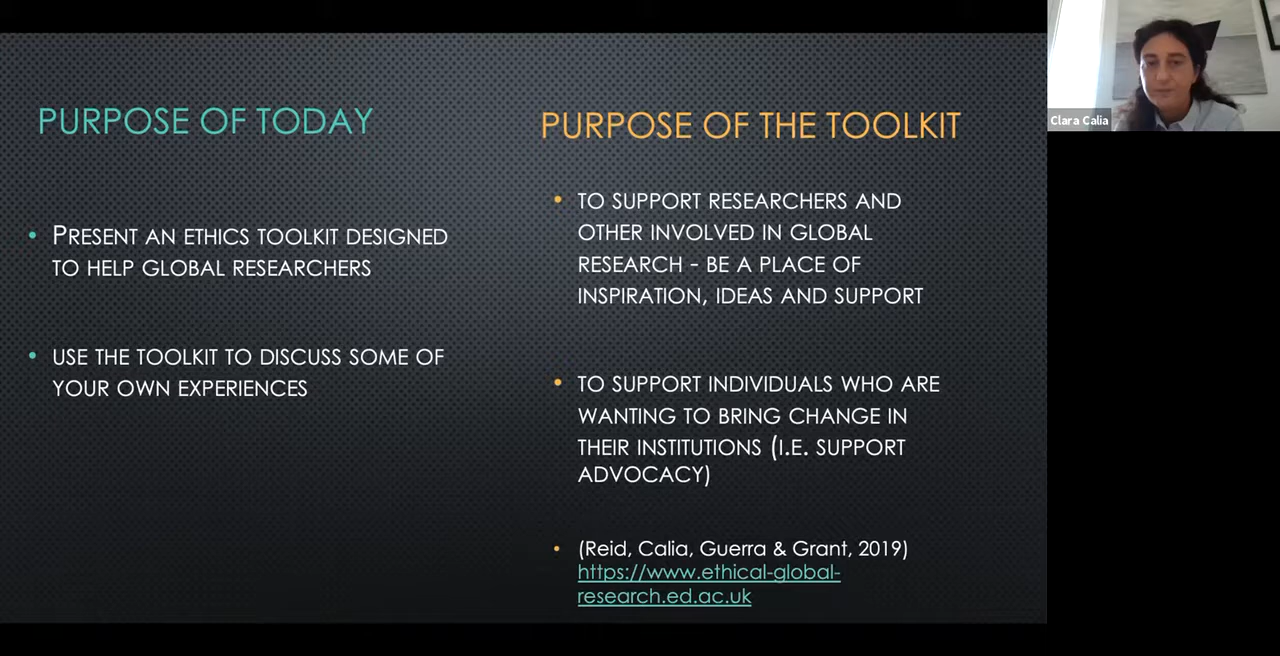 PURPOSE OF TODAY
• PRESENT AN ETHICS TOOLKIT DESIGNED
TO HELP GLOBAL RESEARCHERS
• USE THE TOOLKIT TO DISCUSS SOME OF
YOUR OWN EXPERIENCES
PURPOSE OF THE TOOLKIT
• TO SUPPORT RESEARCHERS AND
OTHER INVOLVED IN GLOBAL
RESEARCH - BE A PLACE OF
INSPIRATION, IDEAS AND SUPPORT
• TO SUPPORT INDIVIDUALS WHO ARE
WANTING TO BRING CHANGE IN
THEIR INSTITUTIONS (I.E. SUPPORT
ADVOCACY)
• (Reid, Calia, Guerra & Grant, 2019)
https://www.ethical-global-
research.ed.ac.uk
Clara Calia